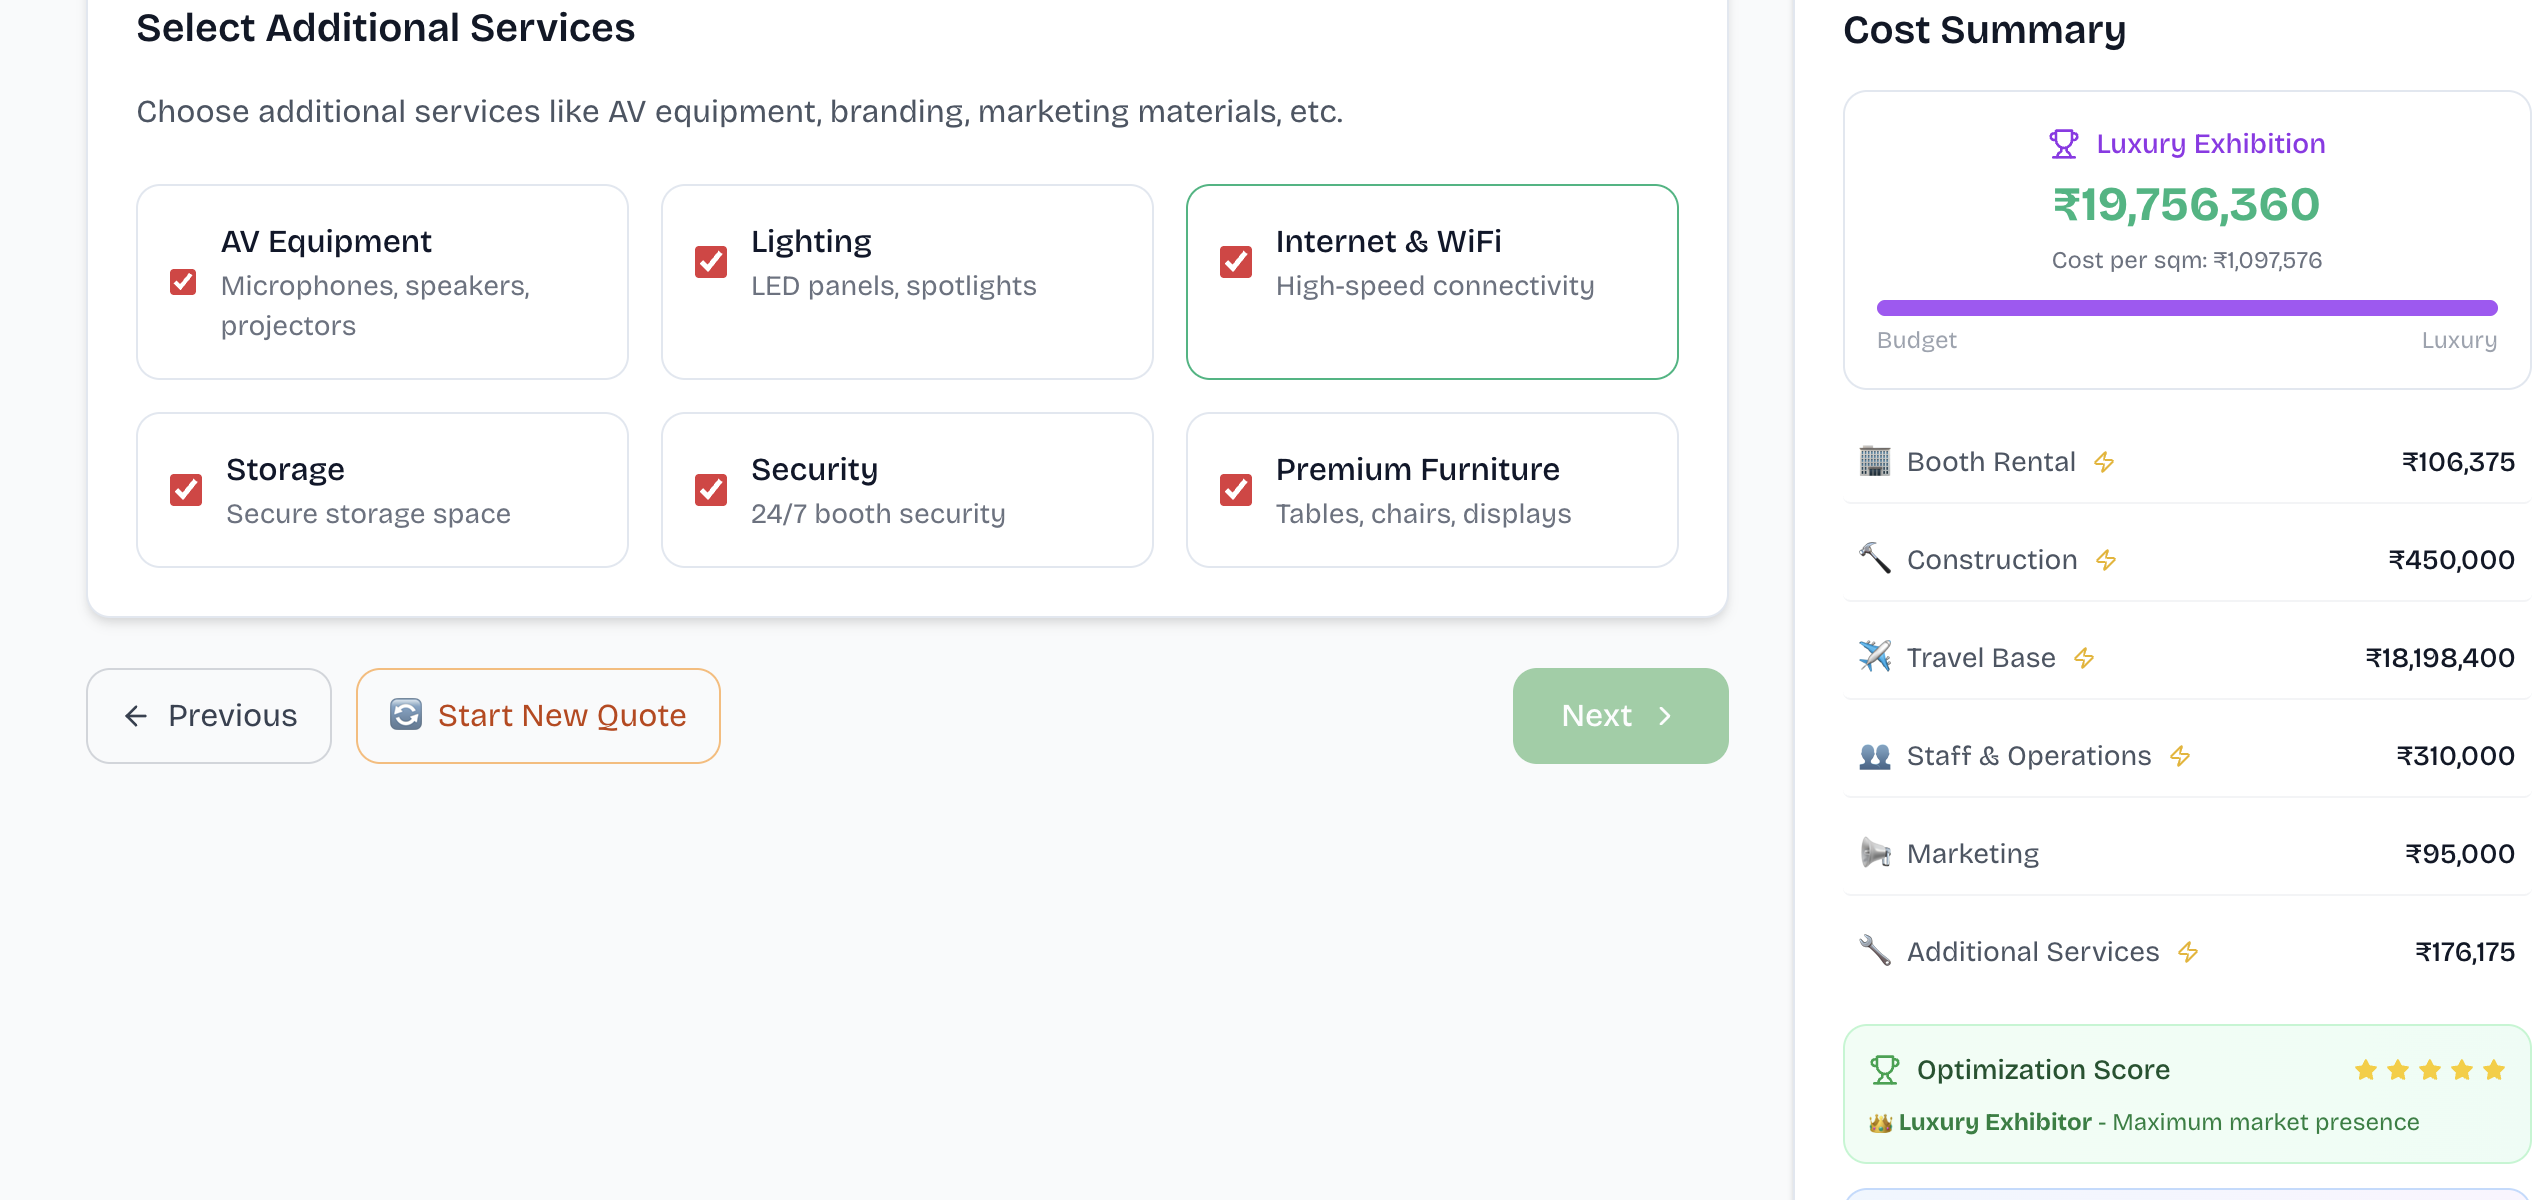 Select Additional Services
Choose additional services like AV equipment, branding, marketing materials, etc.
AV Equipment
Microphones, speakers,
projectors
Lighting
LED panels, spotlights
Internet & WiFi
High-speed connectivity
Storage
Secure storage space
Security
24/7 booth security
Premium Furniture
Tables, chairs, displays
Previous
Start New Quote
Next
Cost Summary
Luxury Exhibition
₹19,756,360
Cost per sqm: ₹1,097,576
Budget
Luxury
Booth Rental ₹106,375
Construction ₹450,000
Travel Base ₹18,198,400
Staff & Operations ₹310,000
Marketing ₹95,000
Additional Services ₹176,175
Optimization Score
Luxury Exhibitor - Maximum market presence